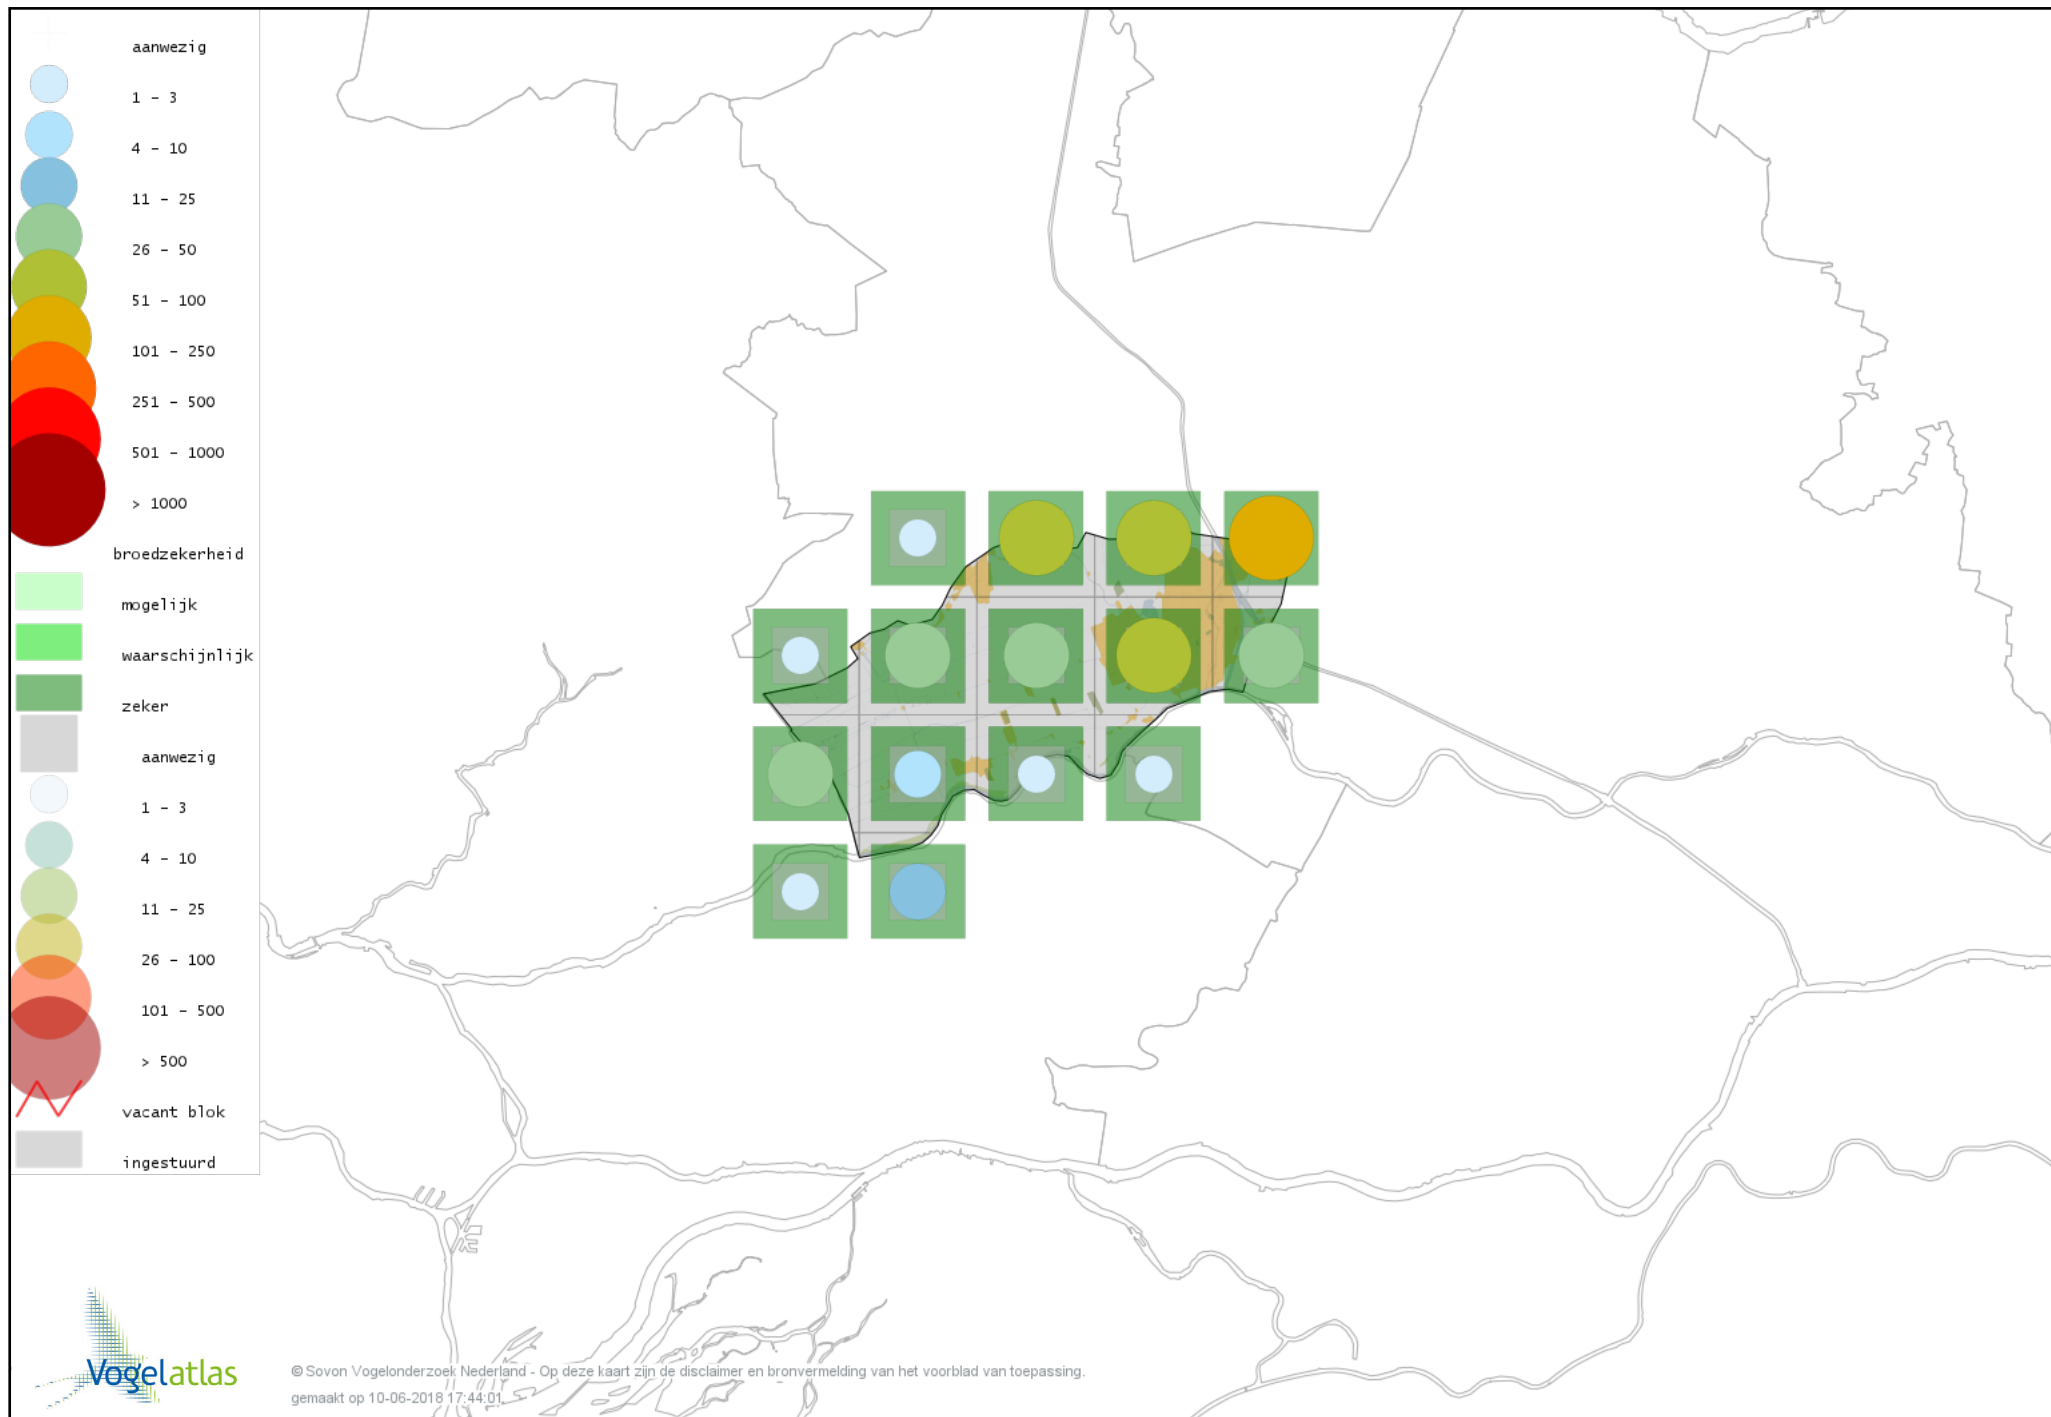 aanwezig
1 - 3
4 - 10
11 - 25
26 - 50
51 - 100
101 - 250
251 - 500
501 - 1000
> 1000
broedzekerheid
mogelijk
waarschijnlijk
zeker
aanwezig
1 - 3
4 - 10
11 - 25
26 - 100
101 - 500
> 500
vacant blok
ingestuurd
Vogelatlas
© Sovon Vogelonderzoek Nederland - Op deze kaart zijn de disclaimer en bronvermelding van het voorblad van toepassing.
gemaakt op 10-06-2018 17:44:01